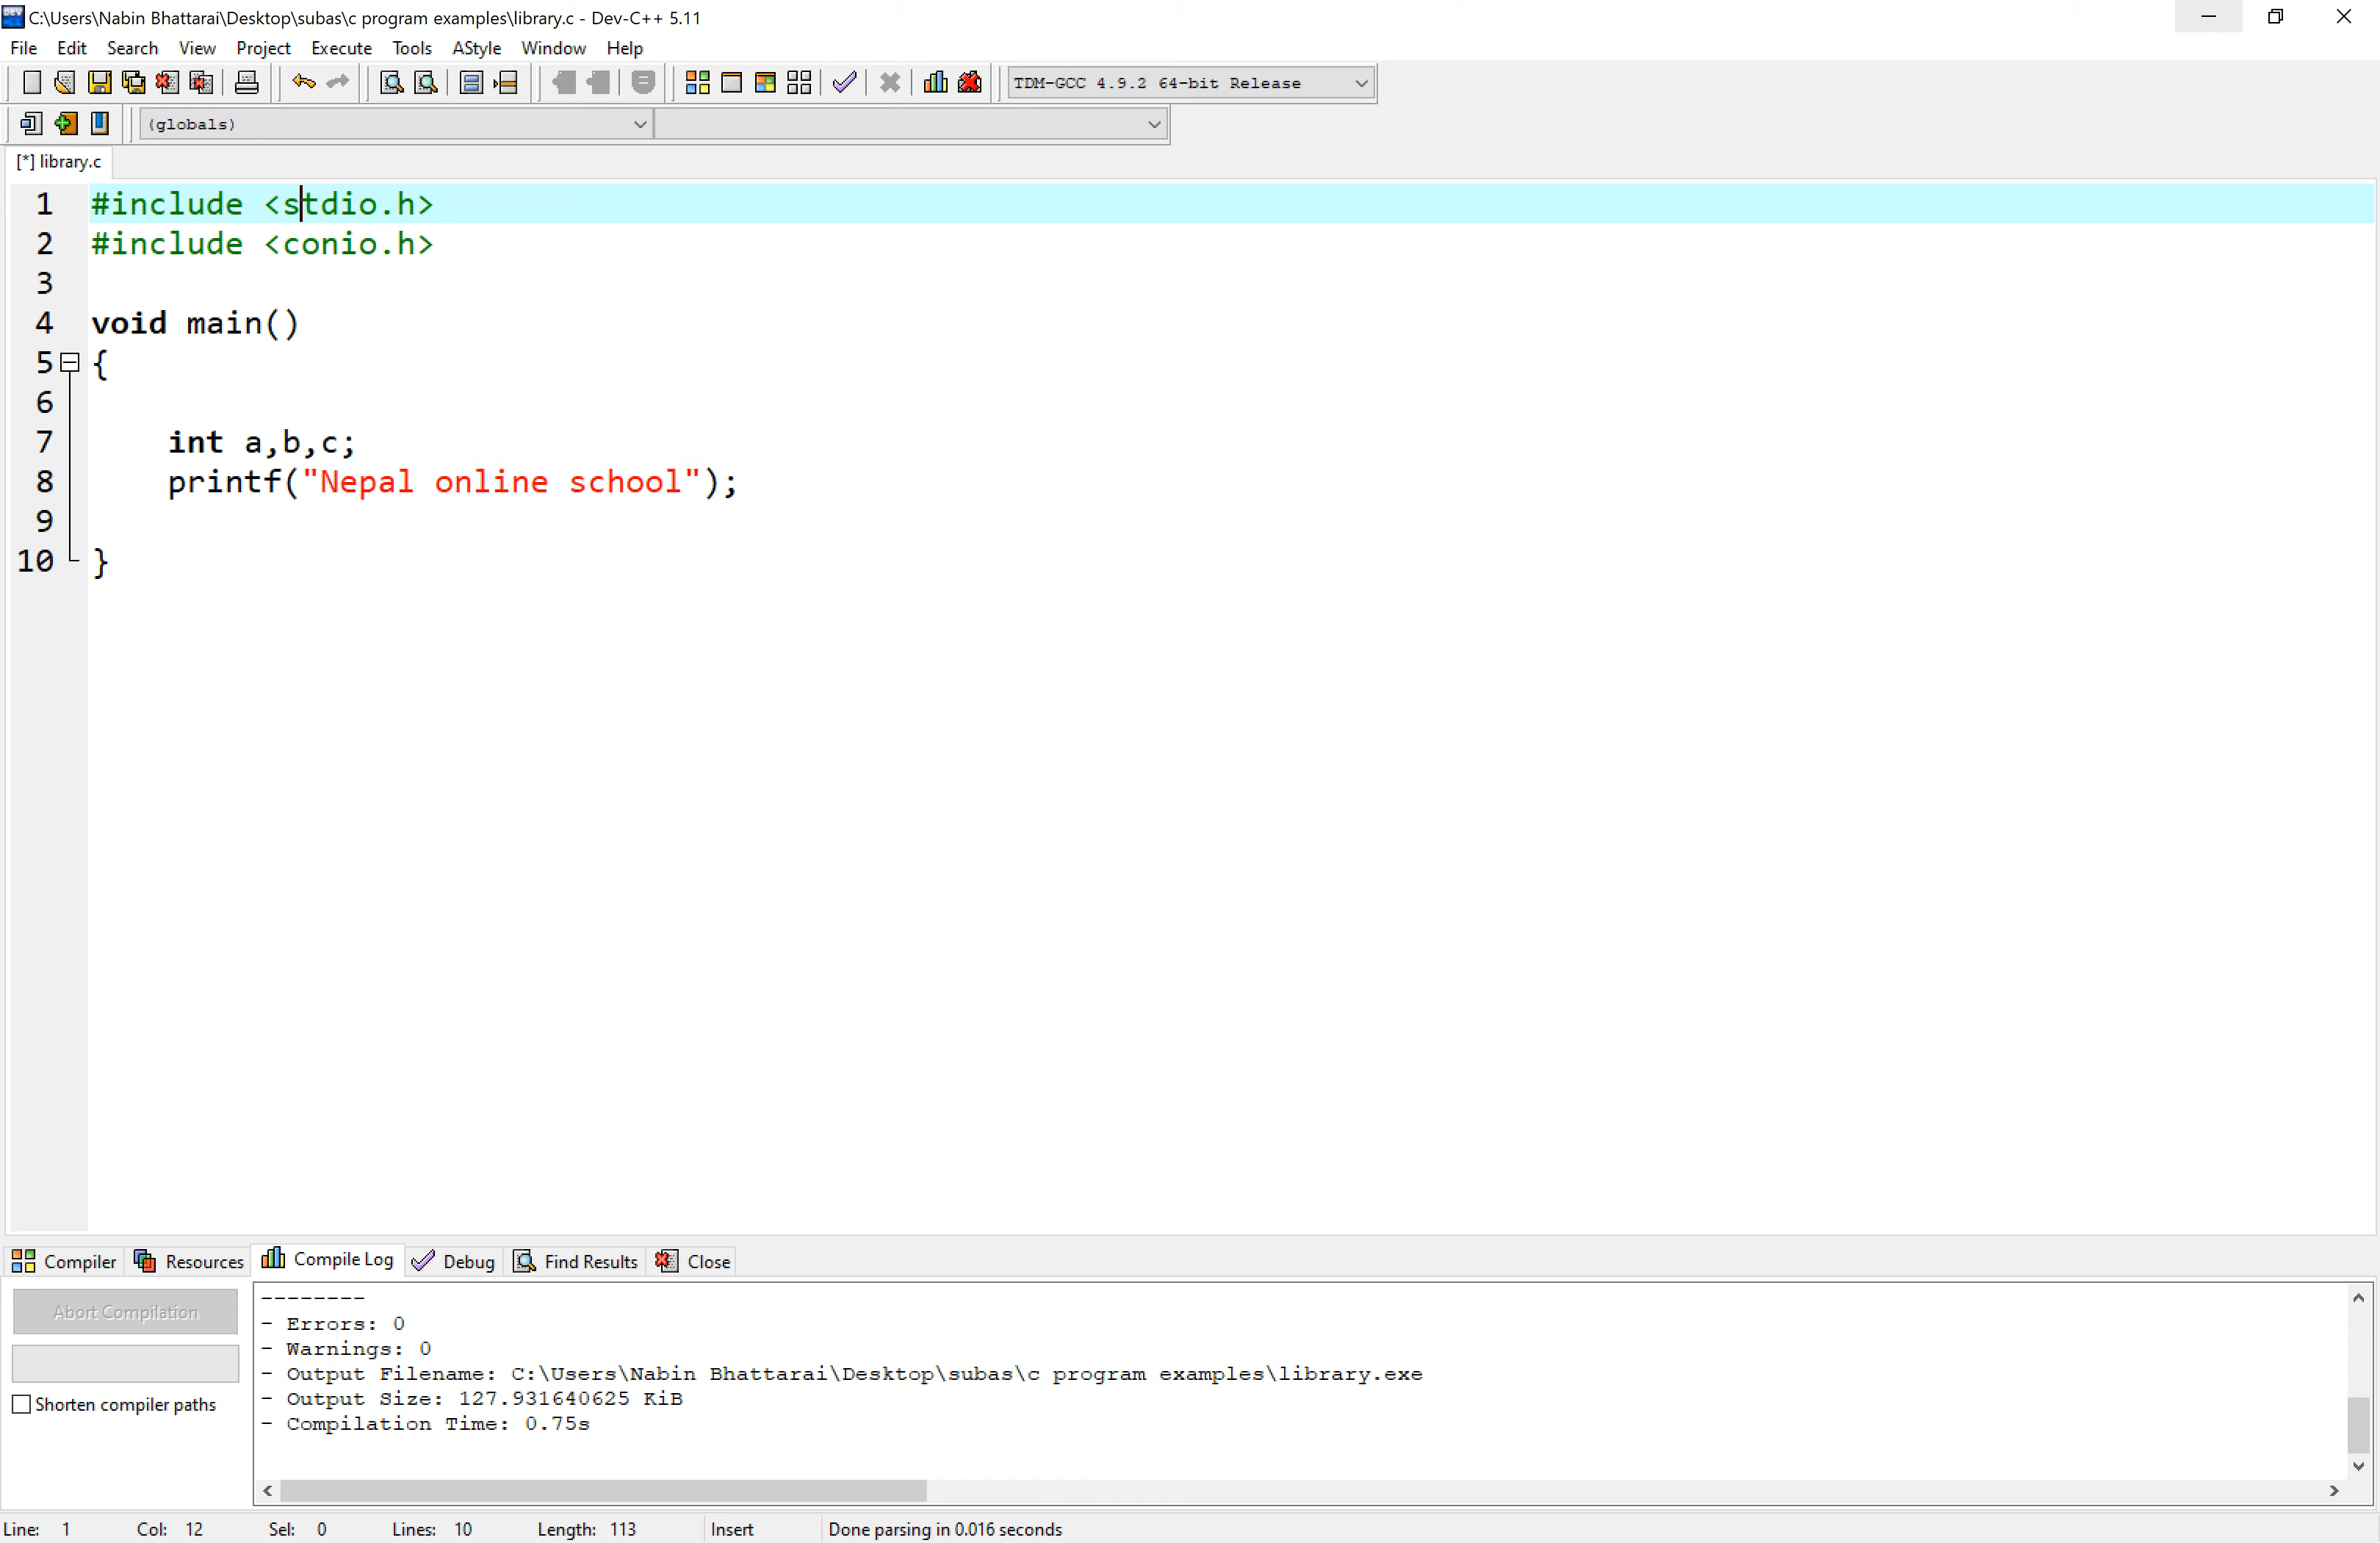 C:\Users\Nabin Bhattarai\Desktop\subas\c program examples\library.c - Dev-C++ 5.11
File Edit Search View Project Execute Tools AStyle Window Help
TDM-GCC 4.9.2 64-bit Release
(globals)
[*] library.c
1 #include <stdio.h>
2 #include <conio.h>
3
4 void main()
5 {
6
7 int a,b,c;
8 printf("Nepal online school");
9
10 }
Compiler Resources Compile Log Debug Find Results Close
Abort Compilation
Shorten compiler paths
--------
- Errors: 0
- Warnings: 0
- Output Filename: C:\Users\Nabin Bhattarai\Desktop\subas\c program examples\library.exe
- Output Size: 127.931640625 KiB
- Compilation Time: 0.75s
Line: 1 Col: 12 Sel: 0 Lines: 10 Length: 113 Insert Done parsing in 0.016 seconds